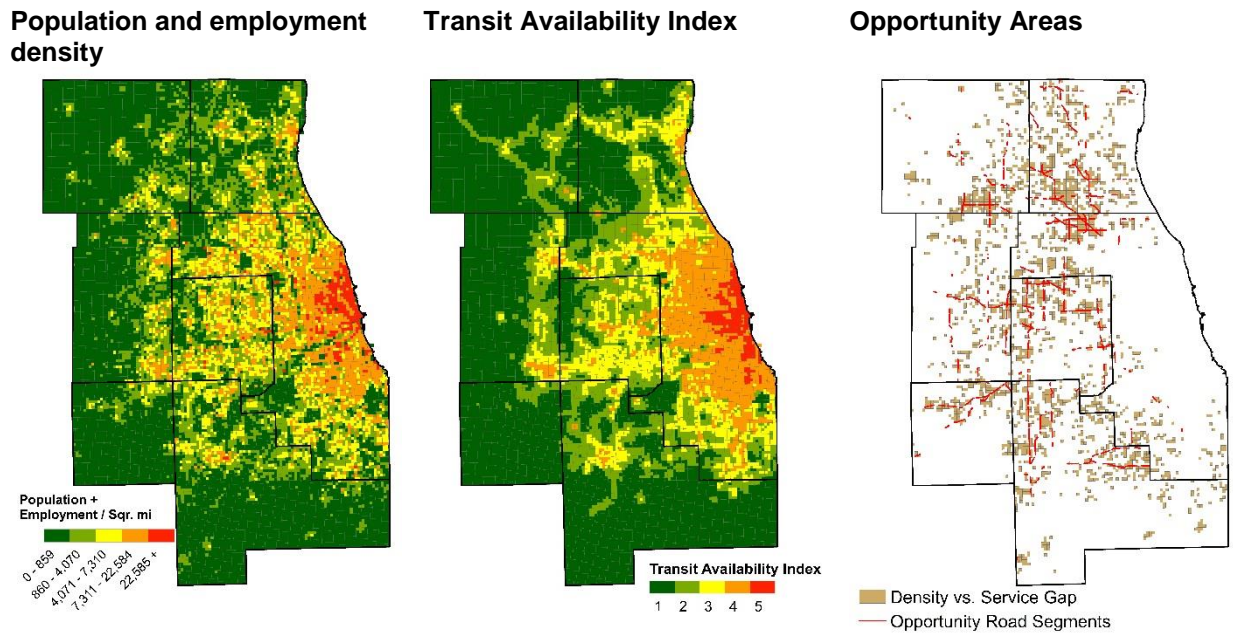 Population and employment
density
Transit Availability Index
Opportunity Areas
Population +
Employment / Sqr. mi
0 - 859
860 - 4,070
4,071 - 7,310
7,311 - 22,584
22,585 +
Transit Availability Index
1 2 3 4 5
Density vs. Service Gap
Opportunity Road Segments